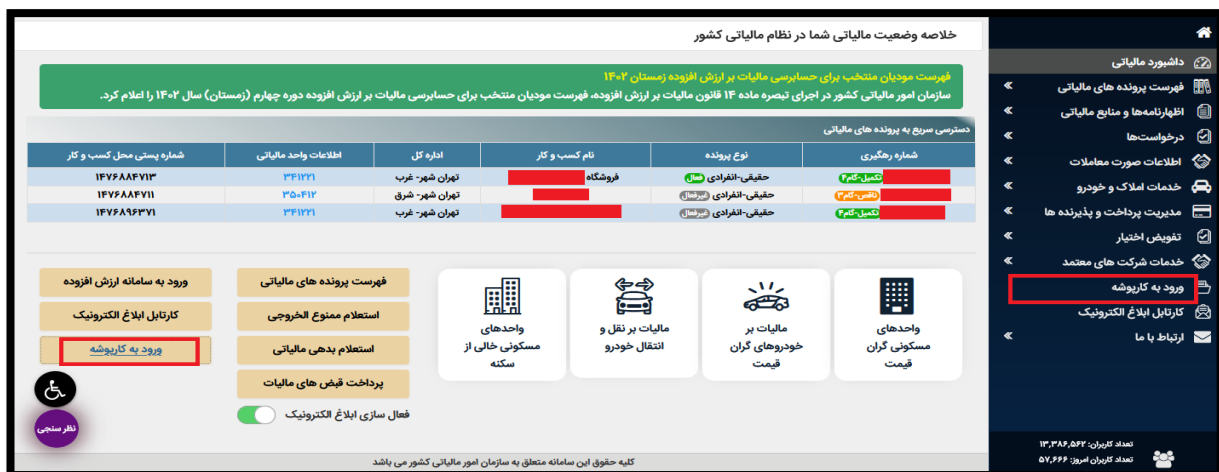 خلاصه وضعیت مالیاتی شما در نظام مالیاتی کشور
داشبورد مالیاتی
فهرست پرونده های مالیاتی
اظهارنامه‌ها و منابع مالیاتی
درخواست‌ها
اطلاعات صورت معاملات
خدمات املاک و خودرو
مدیریت پرداخت و پذیرنده ها
تفویض اختیار
خدمات شرکت های معتمد
ورود به کارپوشه
کارتابل ابلاغ الکترونیک
ارتباط با ما
تعداد کاربران: ۱۳,۳۸۶,۵۶۲
تعداد کاربران امروز: ۵۷,۶۶۶
فهرست مودیان منتخب برای حسابرسی مالیات بر ارزش افزوده زمستان ۱۴۰۲
سازمان امور مالیاتی کشور در اجرای تبصره ماده ۱۴ قانون مالیات بر ارزش افزوده، فهرست مودیان منتخب برای حسابرسی مالیات بر ارزش افزوده دوره چهارم (زمستان) سال ۱۴۰۲ را اعلام کرد.
دسترسی سریع به پرونده های مالیاتی
شماره رهگیری نوع پرونده نام کسب و کار اداره کل اطلاعات واحد مالیاتی شماره پستی محل کسب و کار
تکمیل-گام۴ حقیقی-انفرادی فعال فروشگاه تهران شهر- غرب ۳۴۱۲۲۱ ۱۴۷۶۸۸۴۷۱۳
ناقص-گام۳ حقیقی-انفرادی غیرفعال تهران شهر- شرق ۳۵۰۴۱۲ ۱۴۷۶۸۸۴۷۱۱
تکمیل-گام۴ حقیقی-انفرادی غیرفعال تهران شهر- غرب ۳۴۱۲۲۱ ۱۴۷۶۸۹۶۳۷۱
واحدهای
مسکونی گران
قیمت
مالیات بر
خودروهای گران
قیمت
مالیات بر نقل و
انتقال خودرو
واحدهای
مسکونی خالی از
سکنه
فهرست پرونده های مالیاتی
استعلام ممنوع الخروجی
استعلام بدهی مالیاتی
پرداخت قبض های مالیات
فعال سازی ابلاغ الکترونیک
ورود به سامانه ارزش افزوده
کارتابل ابلاغ الکترونیک
ورود به کارپوشه
نظر سنجی
کلیه حقوق این سامانه متعلق به سازمان امور مالیاتی کشور می باشد